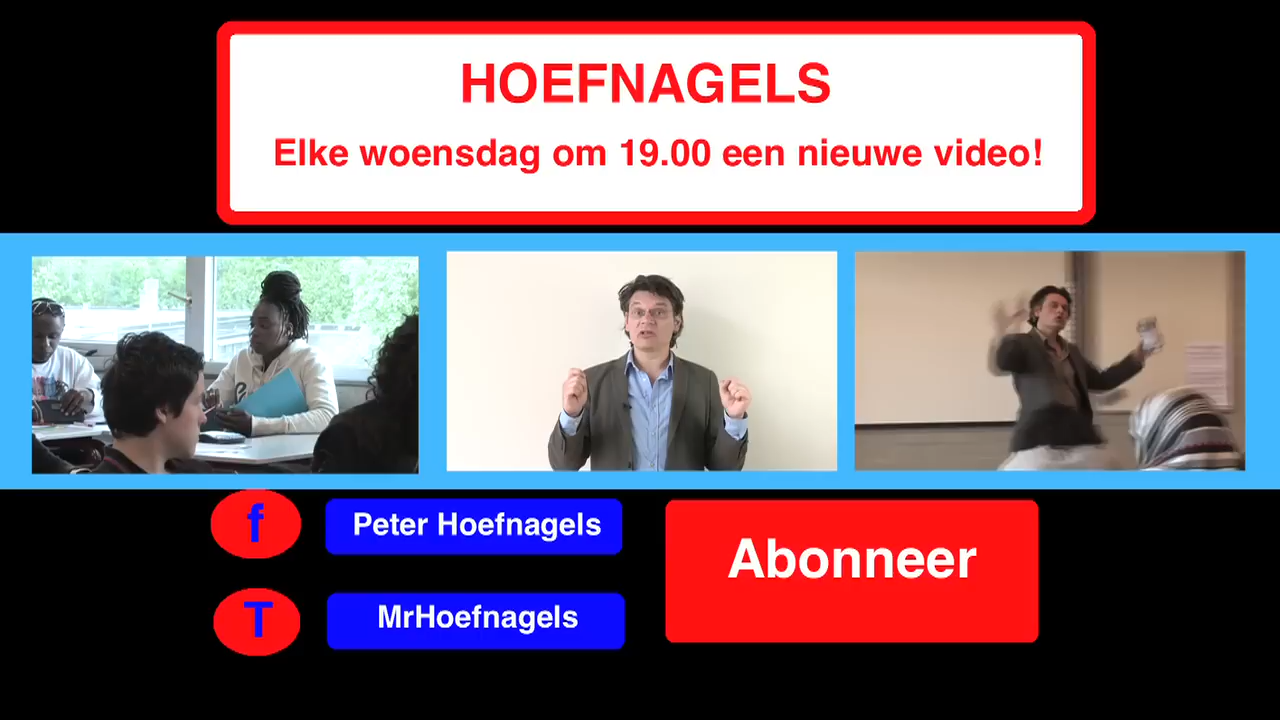 HOEFNAGELS
Elke woensdag om 19.00 een nieuwe video!
f
Peter Hoefnagels
T
MrHoefnagels
Abonneer